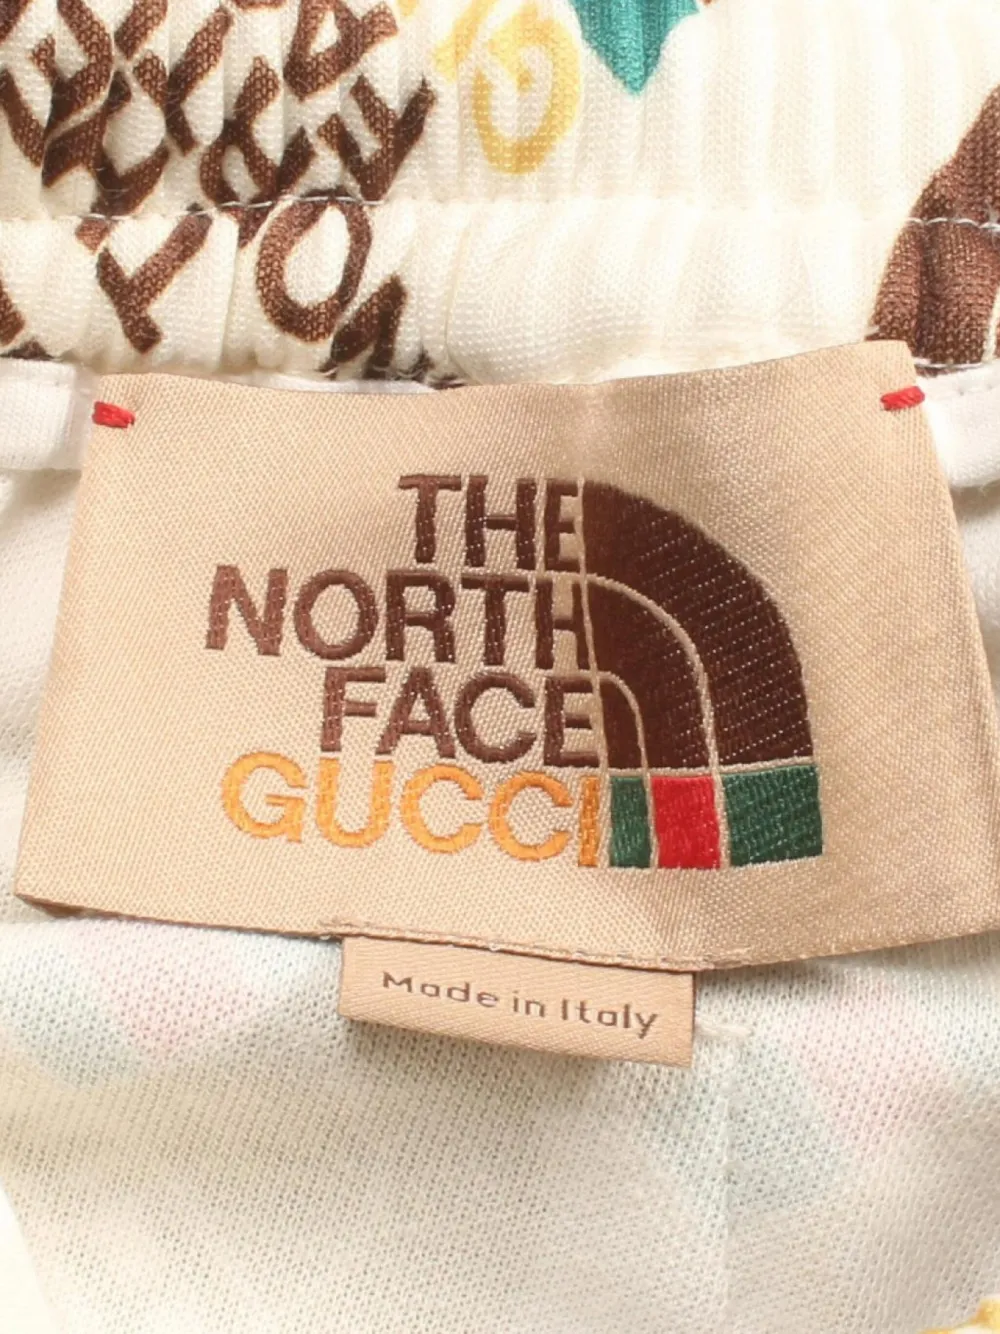 THE
NORTH
FACE
GUCCI
Made in Italy